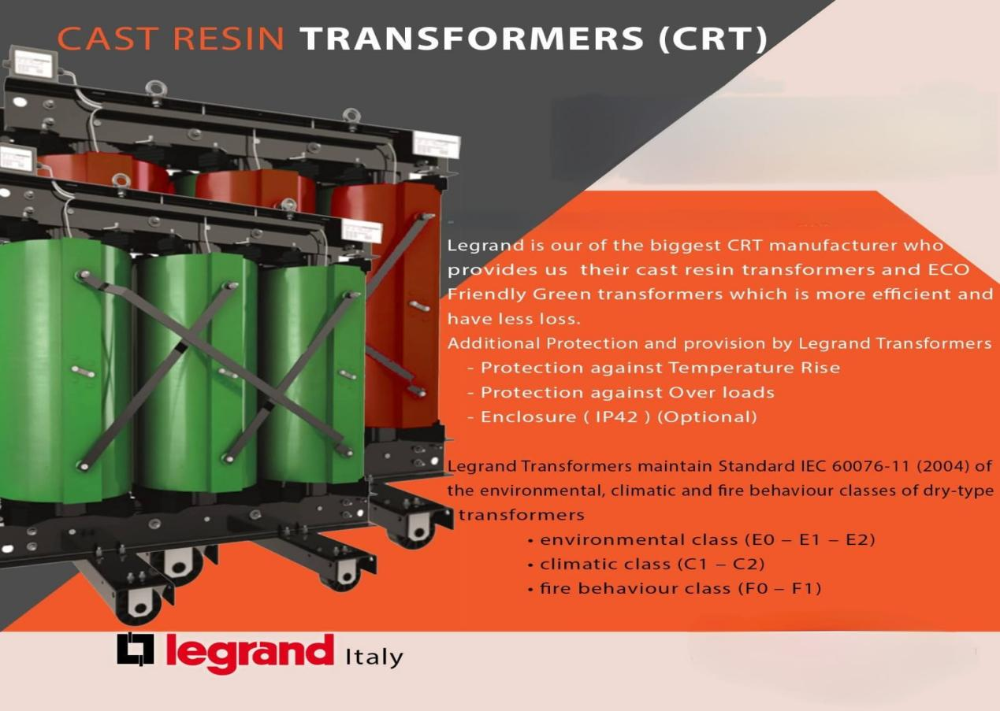 CAST RESIN TRANSFORMERS (CRT)
Legrand is our of the biggest CRT manufacturer who
provides us their cast resin transformers and ECO
Friendly Green transformers which is more efficient and
have less loss.
Additional Protection and provision by Legrand Transformers
- Protection against Temperature Rise
- Protection against Over loads
- Enclosure ( IP42 ) (Optional)
Legrand Transformers maintain Standard IEC 60076-11 (2004) of
the environmental, climatic and fire behaviour classes of dry-type
transformers
• environmental class (E0 – E1 – E2)
• climatic class (C1 – C2)
• fire behaviour class (F0 – F1)
legrand Italy